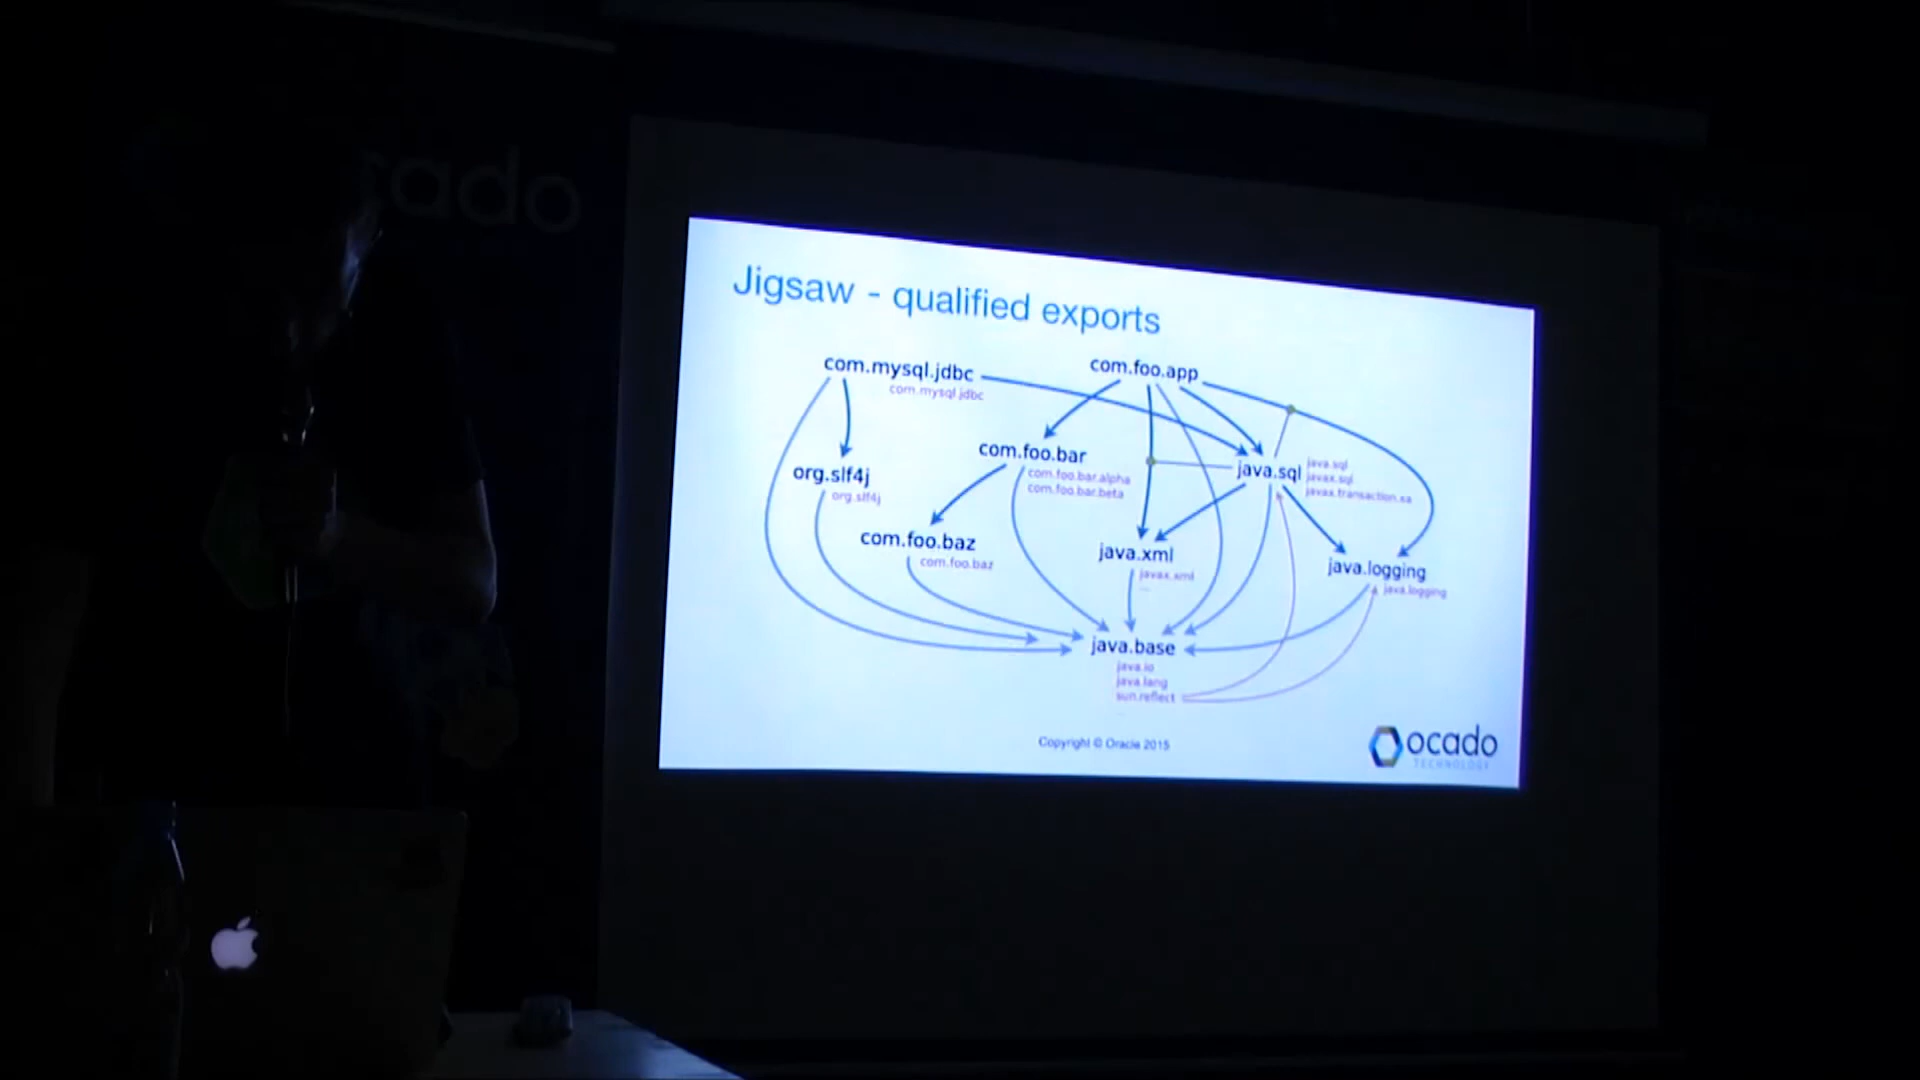 cado
Jigsaw - qualified exports
com.mysql.jdbc
com.mysql.jdbc
com.foo.app
com.foo.bar
com.foo.bar.alpha
com.foo.bar.beta
org.slf4j
org.slf4j
java.sql
java.sql
javax.sql
javax.transaction.xa
com.foo.baz
com.foo.baz
java.xml
javax.xml
...
java.logging
java.logging
java.base
java.io
java.lang
sun.reflect
...
Copyright © Oracle 2015
ocado
TECHNOLOGY